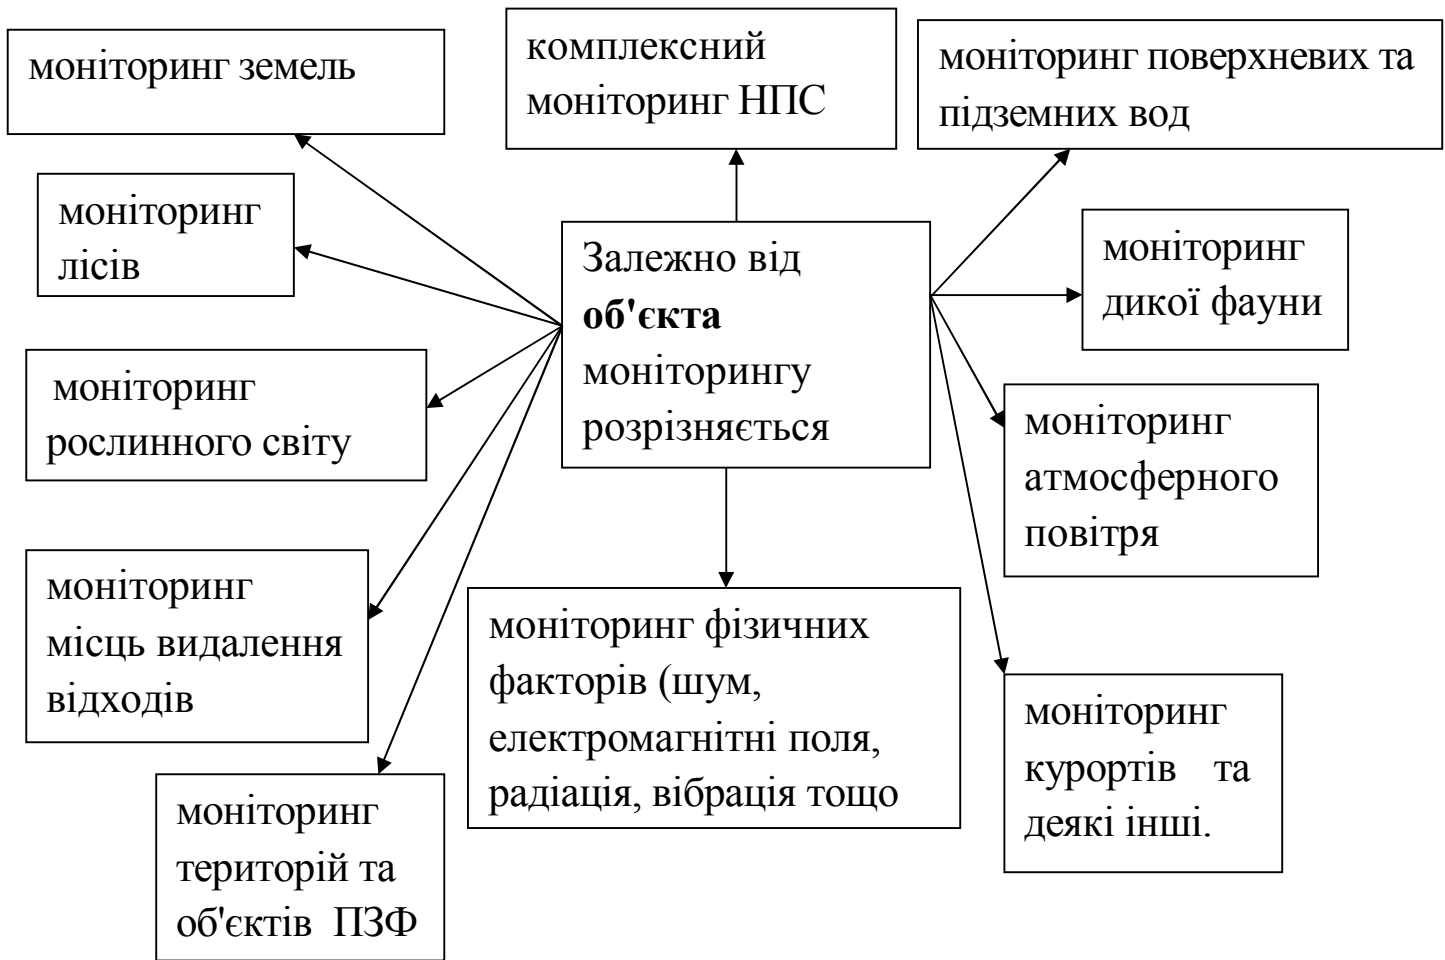 моніторинг земель
комплексний
моніторинг НПС
моніторинг поверхневих та
підземних вод
моніторинг
лісів
Залежно від
об'єкта
моніторингу
розрізняється
моніторинг
дикої фауни
моніторинг
рослинного світу
моніторинг
атмосферного
повітря
моніторинг
місць видалення
відходів
моніторинг фізичних
факторів (шум,
електромагнітні поля,
радіація, вібрація тощо
моніторинг
курортів та
деякі інші.
моніторинг
територій та
об'єктів ПЗФ